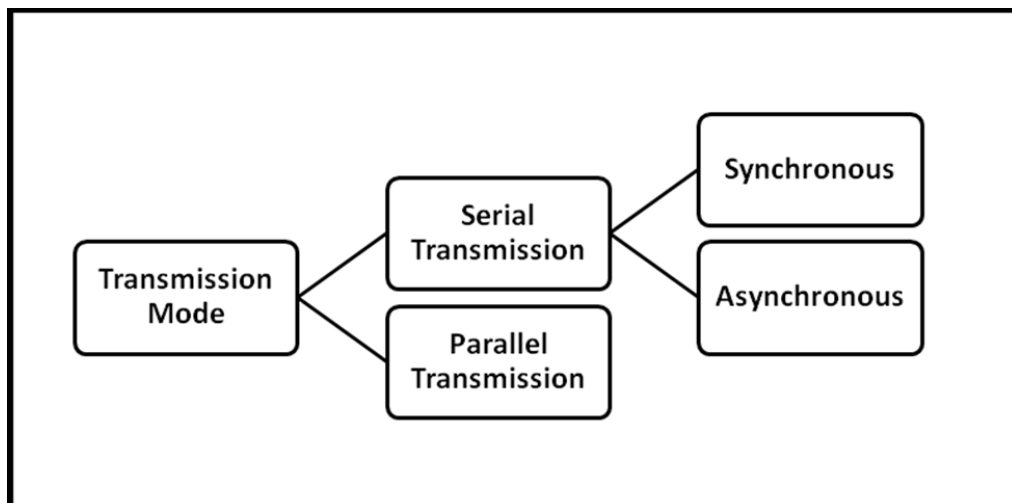 Transmission
Mode
Serial
Transmission
Parallel
Transmission
Synchronous
Asynchronous